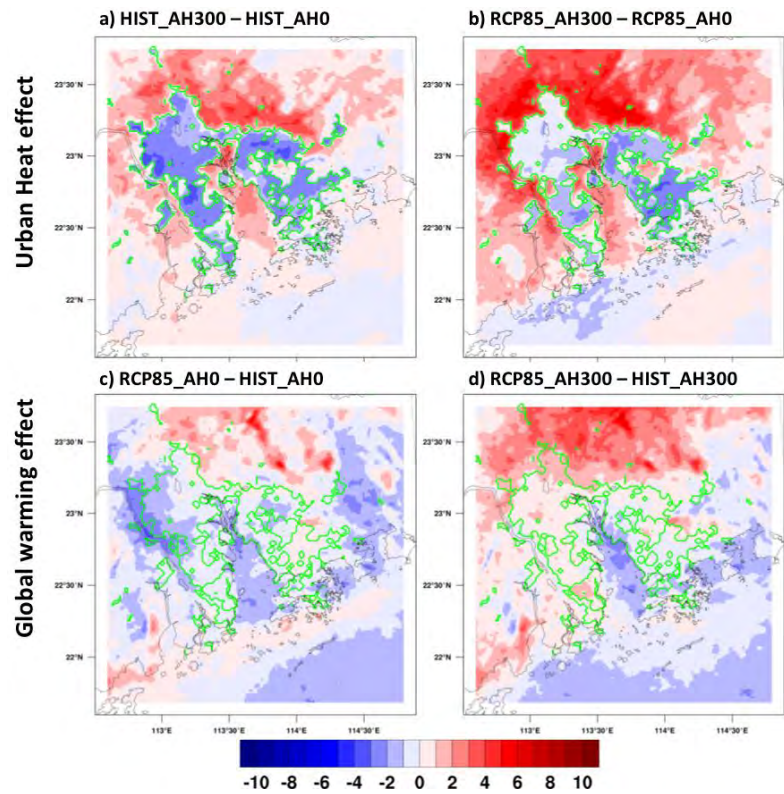 a) HIST_AH300 – HIST_AH0
b) RCP85_AH300 – RCP85_AH0
Urban Heat effect
23°30'N
23°N
22°30'N
22°N
23°30'N
23°N
22°30'N
22°N
c) RCP85_AH0 – HIST_AH0
d) RCP85_AH300 – HIST_AH300
Global warming effect
23°30'N
23°N
22°30'N
22°N
23°30'N
23°N
22°30'N
22°N
113°E 113°30'E 114°E 114°30'E
113°E 113°30'E 114°E 114°30'E
-10 -8 -6 -4 -2 0 2 4 6 8 10